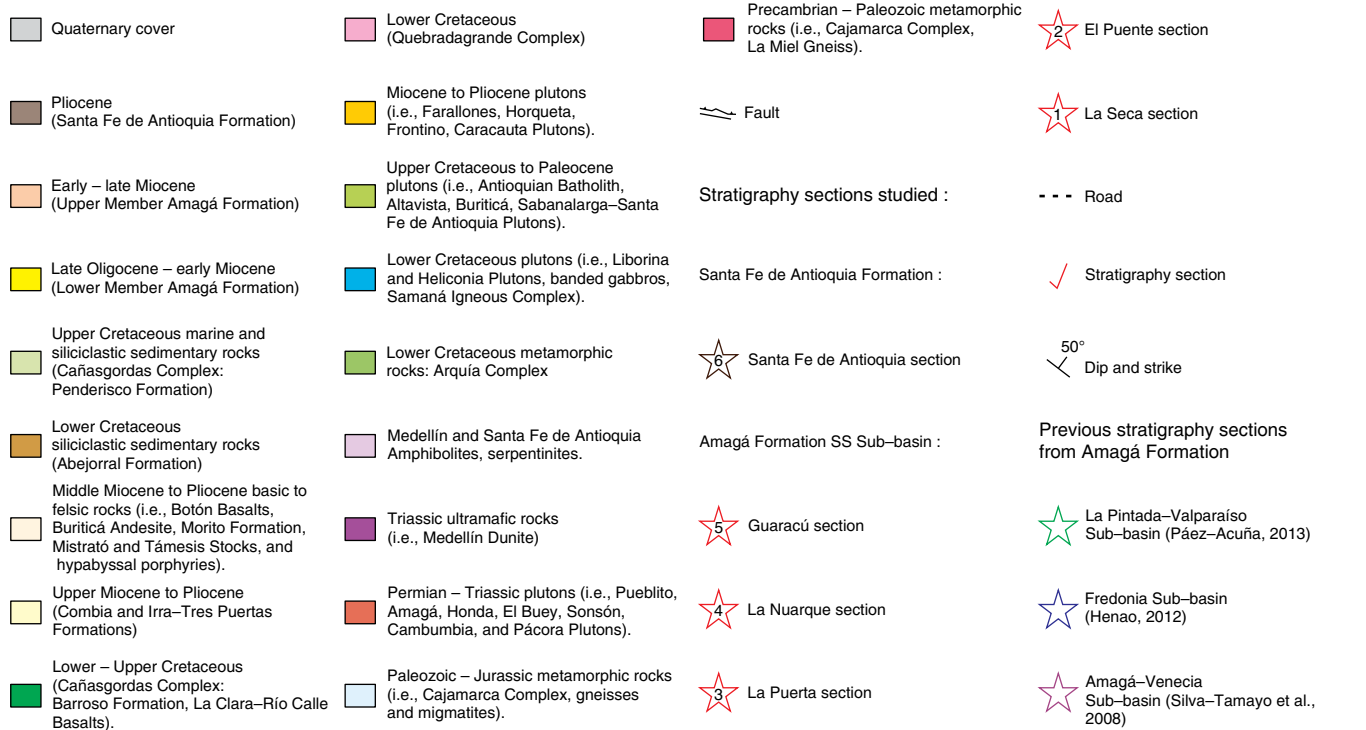 Quaternary cover
Pliocene
(Santa Fe de Antioquia Formation)
Early – late Miocene
(Upper Member Amagá Formation)
Late Oligocene – early Miocene
(Lower Member Amagá Formation)
Upper Cretaceous marine and
siliciclastic sedimentary rocks
(Cañasgordas Complex:
Penderisco Formation)
Lower Cretaceous
siliciclastic sedimentary rocks
(Abejorral Formation)
Middle Miocene to Pliocene basic to
felsic rocks (i.e., Botón Basalts,
Buriticá Andesite, Morito Formation,
Mistrató and Támesis Stocks, and
hypabyssal porphyries).
Upper Miocene to Pliocene
(Combia and Irra–Tres Puertas
Formations)
Lower – Upper Cretaceous
(Cañasgordas Complex:
Barroso Formation, La Clara–Río Calle
Basalts).
Lower Cretaceous
(Quebradagrande Complex)
Miocene to Pliocene plutons
(i.e., Farallones, Horqueta,
Frontino, Caracauta Plutons).
Upper Cretaceous to Paleocene
plutons (i.e., Antioquian Batholith,
Altavista, Buriticá, Sabanalarga–Santa
Fe de Antioquia Plutons).
Lower Cretaceous plutons (i.e., Liborina
and Heliconia Plutons, banded gabbros,
Samaná Igneous Complex).
Lower Cretaceous metamorphic
rocks: Arquía Complex
Medellín and Santa Fe de Antioquia
Amphibolites, serpentinites.
Triassic ultramafic rocks
(i.e., Medellín Dunite)
Permian – Triassic plutons (i.e., Pueblito,
Amagá, Honda, El Buey, Sonsón,
Cambumbia, and Pácora Plutons).
Paleozoic – Jurassic metamorphic rocks
(i.e., Cajamarca Complex, gneisses
and migmatites).
Precambrian – Paleozoic metamorphic
rocks (i.e., Cajamarca Complex,
La Miel Gneiss).
Fault
Stratigraphy sections studied :
Santa Fe de Antioquia Formation :
6 Santa Fe de Antioquia section
Amagá Formation SS Sub–basin :
5 Guaracú section
4 La Nuarque section
3 La Puerta section
2 El Puente section
1 La Seca section
Road
Stratigraphy section
50°
Dip and strike
Previous stratigraphy sections
from Amagá Formation
La Pintada–Valparaíso
Sub–basin (Páez–Acuña, 2013)
Fredonia Sub–basin
(Henao, 2012)
Amagá–Venecia
Sub–basin (Silva–Tamayo et al.,
2008)